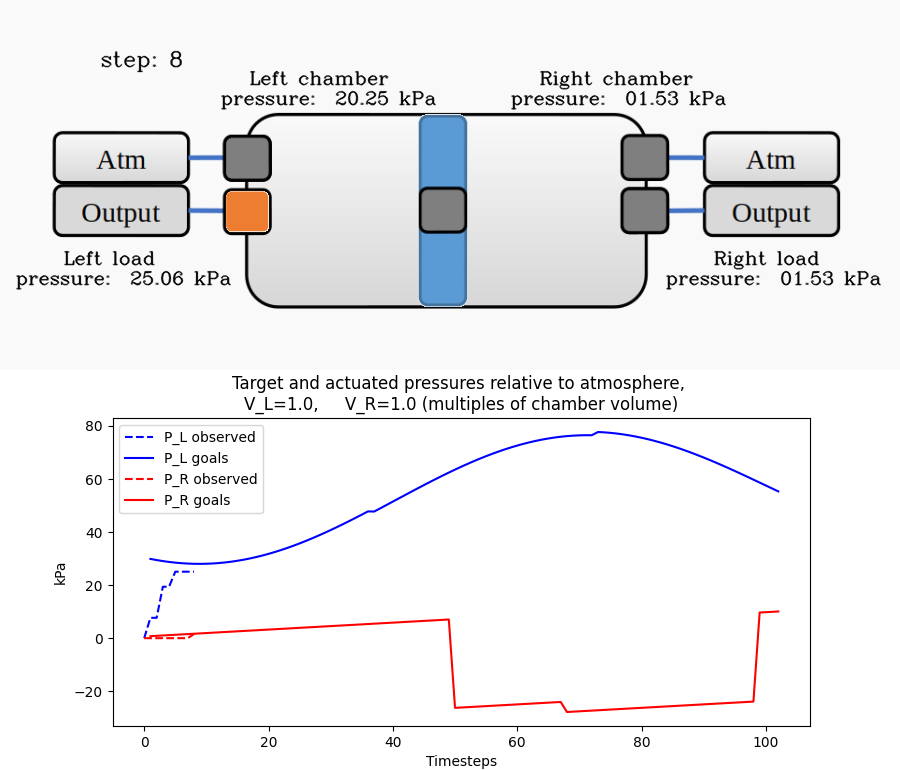 step: 8
Left chamber
pressure: 20.25 kPa
Right chamber
pressure: 01.53 kPa
Atm
Output
Atm
Output
Left load
pressure: 25.06 kPa
Right load
pressure: 01.53 kPa
Target and actuated pressures relative to atmosphere,
V_L=1.0, V_R=1.0 (multiples of chamber volume)
80
60
40
20
0
−20
kPa
P_L observed
P_L goals
P_R observed
P_R goals
0 20 40 60 80 100
Timesteps